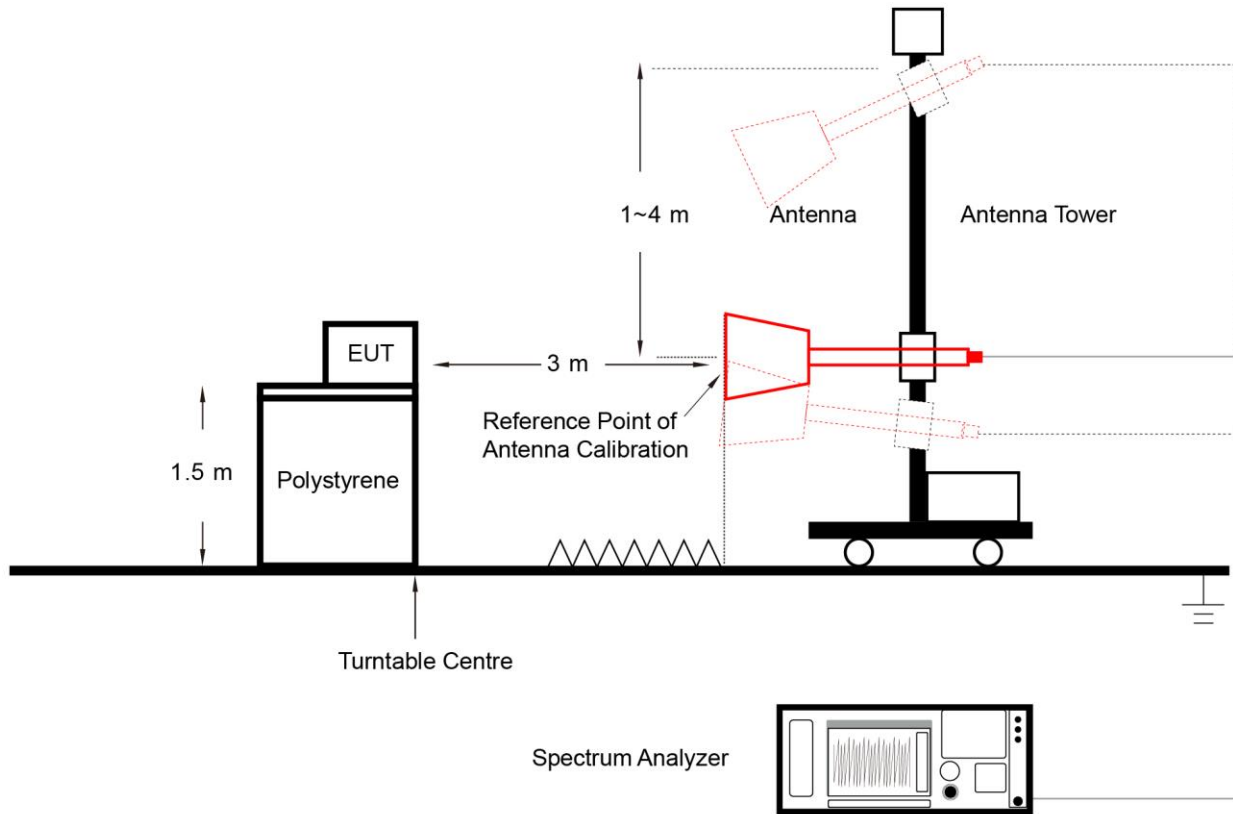 1~4 m
Antenna
Antenna Tower
EUT
3 m
Reference Point of
Antenna Calibration
1.5 m
Polystyrene
Turntable Centre
Spectrum Analyzer